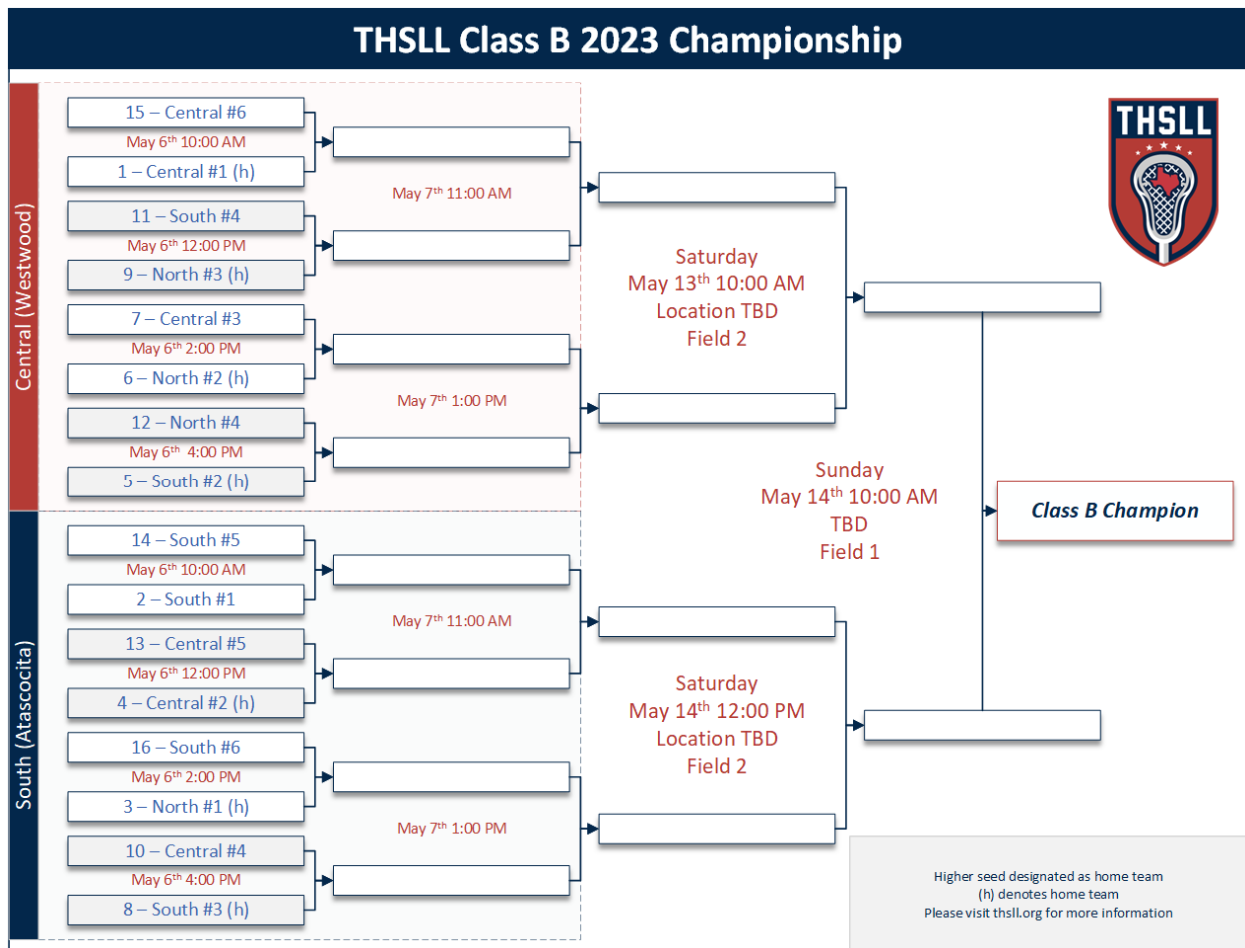 THSLL Class B 2023 Championship
THSLL
Central (Westwood)
15 – Central #6
May 6th 10:00 AM
1 – Central #1 (h)
11 – South #4
May 6th 12:00 PM
9 – North #3 (h)
7 – Central #3
May 6th 2:00 PM
6 – North #2 (h)
12 – North #4
May 6th 4:00 PM
5 – South #2 (h)
May 7th 11:00 AM
May 7th 1:00 PM
Saturday
May 13th 10:00 AM
Location TBD
Field 2
South (Atascocita)
14 – South #5
May 6th 10:00 AM
2 – South #1
13 – Central #5
May 6th 12:00 PM
4 – Central #2 (h)
16 – South #6
May 6th 2:00 PM
3 – North #1 (h)
10 – Central #4
May 6th 4:00 PM
8 – South #3 (h)
May 7th 11:00 AM
May 7th 1:00 PM
Saturday
May 14th 12:00 PM
Location TBD
Field 2
Sunday
May 14th 10:00 AM
TBD
Field 1
Class B Champion
Higher seed designated as home team
(h) denotes home team
Please visit thsll.org for more information